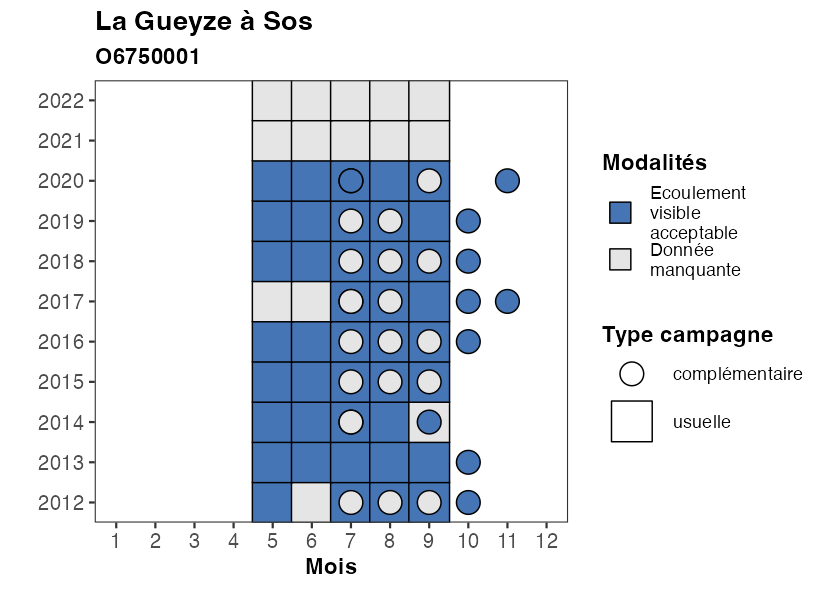 La Gueyze à Sos
O6750001
2022
2021
2020
2019
2018
2017
2016
2015
2014
2013
2012
1 2 3 4 5 6 7 8 9 10 11 12
Mois
Modalités
Ecoulement
visible
acceptable
Donnée
manquante
Type campagne
complémentaire
usuelle